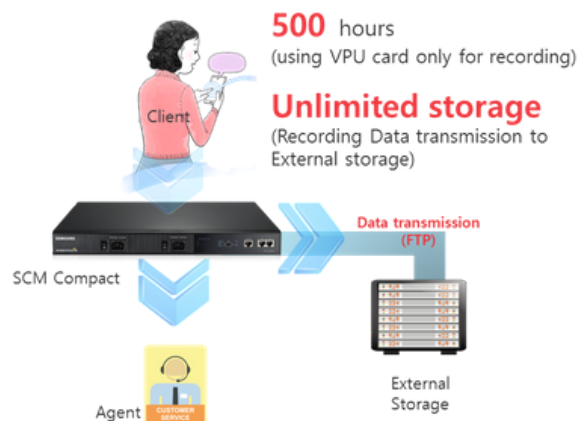 500 hours
(using VPU card only for recording)
Unlimited storage
(Recording Data transmission to
External storage)
Client
Data transmission
(FTP)
SAMSUNG
SCM Compact
External
Storage
Agent
CUSTOMER
SERVICE